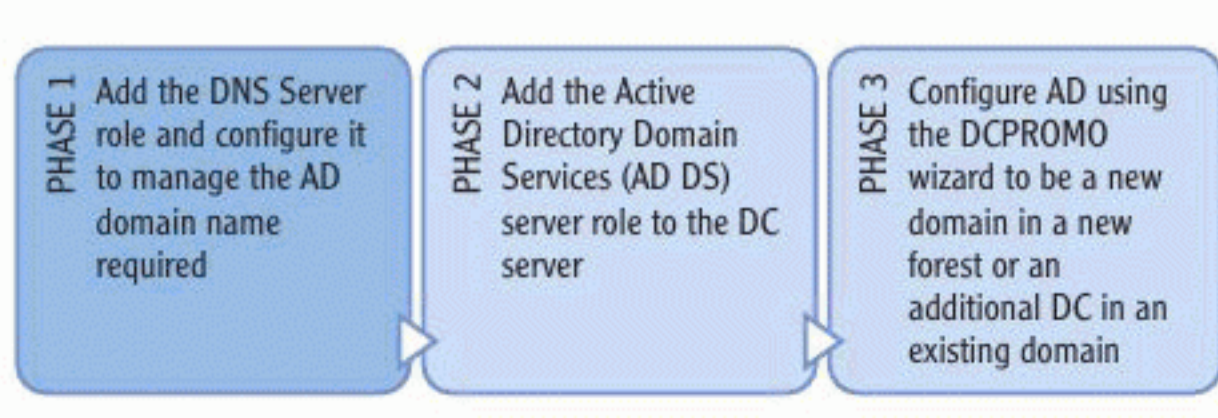 PHASE 1
Add the DNS Server
role and configure it
to manage the AD
domain name
required
PHASE 2
Add the Active
Directory Domain
Services (AD DS)
server role to the DC
server
PHASE 3
Configure AD using
the DCPROMO
wizard to be a new
domain in a new
forest or an
additional DC in an
existing domain